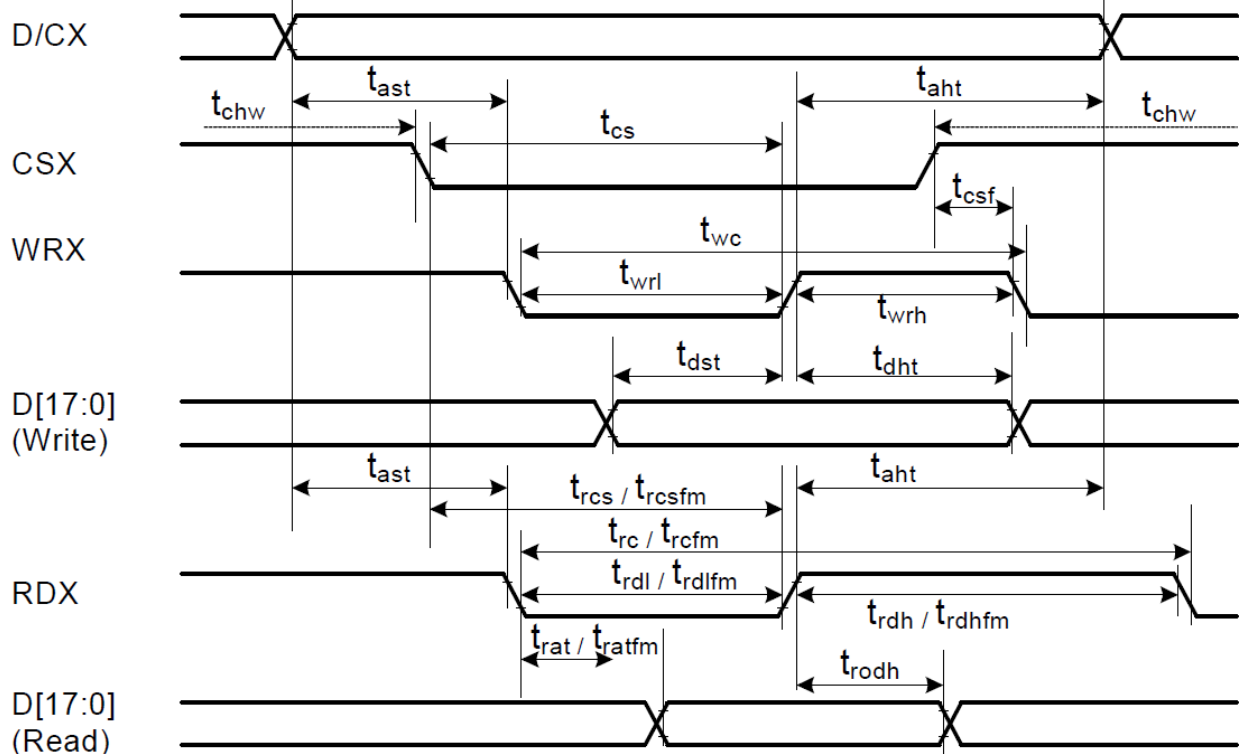 D/CX
tast
taht
tchw
tchw
tcs
CSX
tcsf
WRX
twc
twrl
twrh
tdst
tdht
D[17:0]
(Write)
tast
taht
trcs / trcsfm
trc / trcfm
trdl / trdlfm
RDX
trdh / trdhfm
trat / tratfm
trodh
D[17:0]
(Read)